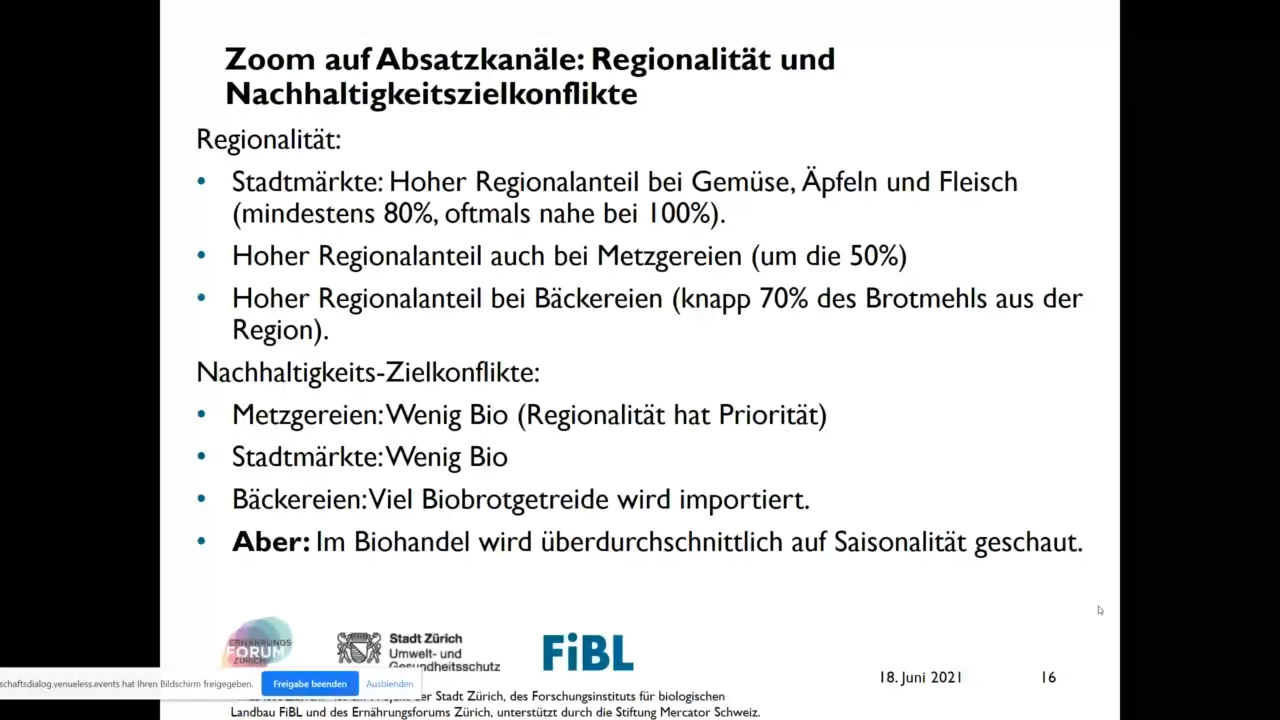 Zoom auf Absatzkanäle: Regionalität und
Nachhaltigkeitszielkonflikte
Regionalität:
• Stadtmärkte: Hoher Regionalanteil bei Gemüse, Äpfeln und Fleisch
(mindestens 80%, oftmals nahe bei 100%).
• Hoher Regionalanteil auch bei Metzgereien (um die 50%)
• Hoher Regionalanteil bei Bäckereien (knapp 70% des Brotmehls aus der
Region).
Nachhaltigkeits-Zielkonflikte:
• Metzgereien: Wenig Bio (Regionalität hat Priorität)
• Stadtmärkte: Wenig Bio
• Bäckereien: Viel Biobrotgetreide wird importiert.
• Aber: Im Biohandel wird überdurchschnittlich auf Saisonalität geschaut.
ERNÄHRUNGS
FORUM
ZÜRICH
Stadt Zürich
Umwelt- und
Gesundheitsschutz
FiBL
18. Juni 2021
16
schaftsdialog.venueless.events hat Ihren Bildschirm freigegeben.
Freigabe beenden
Ausblenden
der Stadt Zürich, des Forschungsinstituts für biologischen
Landbau FiBL und des Ernährungsforums Zürich, unterstützt durch die Stiftung Mercator Schweiz.